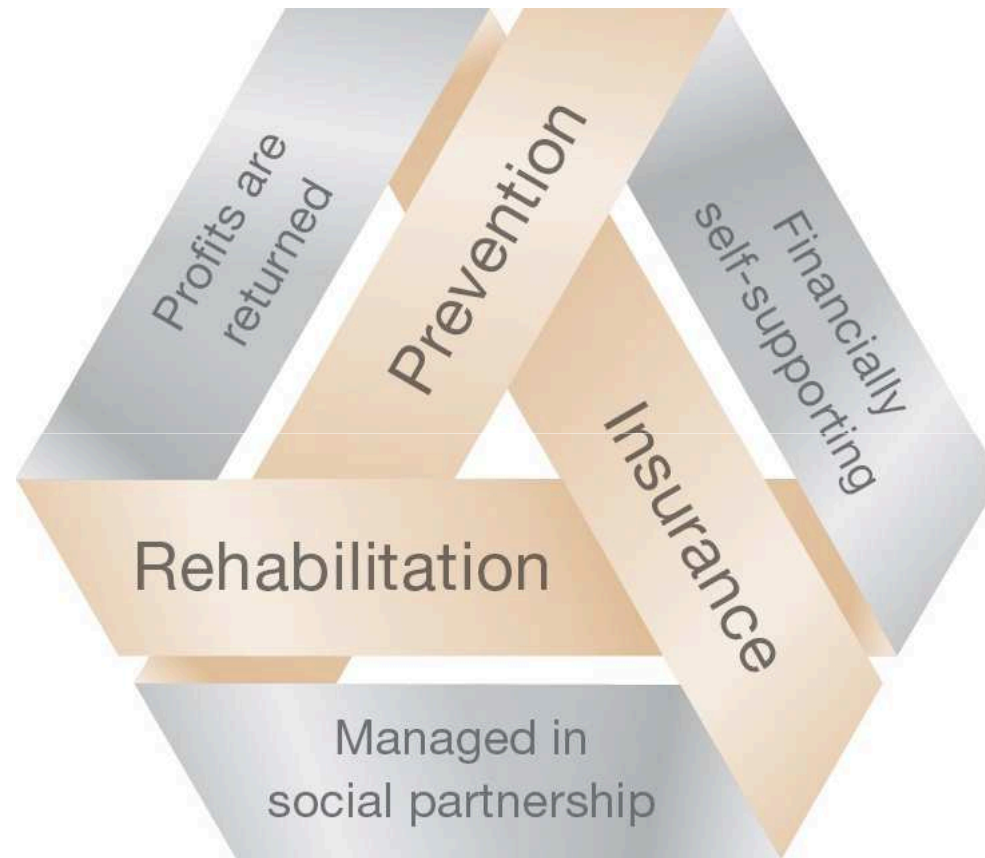 Profits are
returned
Prevention
Financially
self-supporting
Insurance
Rehabilitation
Managed in
social partnership